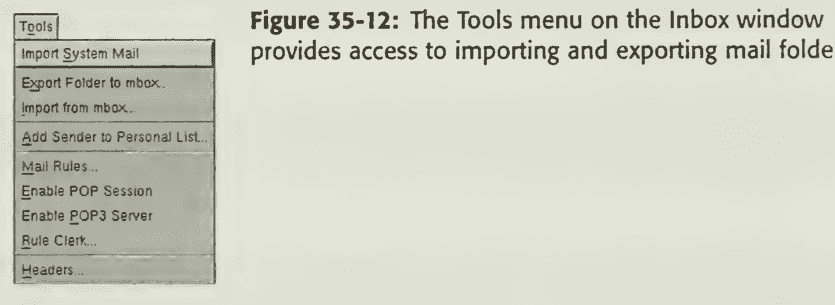 Tools
Import System Mail
Export Folder to mbox..
Import from mbox...
Add Sender to Personal List...
Mail Rules...
Enable POP Session
Enable POP3 Server
Rule Clerk...
Headers...
Figure 35-12: The Tools menu on the Inbox window
provides access to importing and exporting mail folde